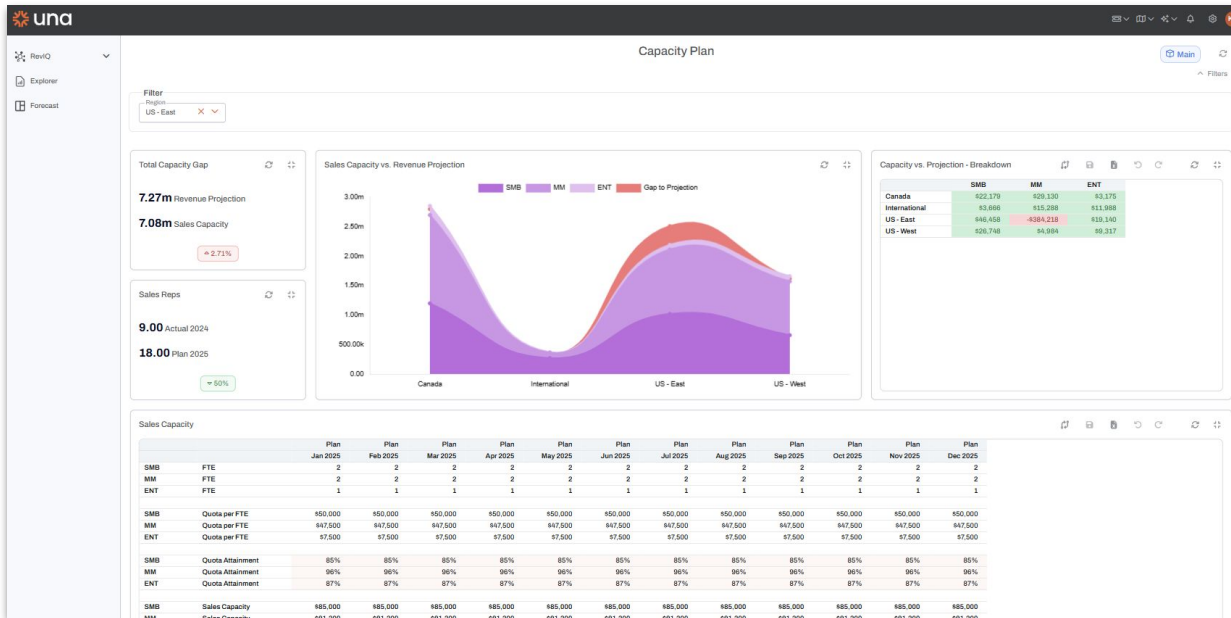 una
RevIQ
Explorer
Forecast
Capacity Plan
Main
Filters
Filter
Region
US - East
Total Capacity Gap
7.27m Revenue Projection
7.08m Sales Capacity
2.71%
Sales Reps
9.00 Actual 2024
18.00 Plan 2025
50%
Sales Capacity vs. Revenue Projection
SMB MM ENT Gap to Projection
3.00m
2.50m
2.00m
1.50m
1.00m
500.00k
0.00
Canada International US - East US - West
Capacity vs. Projection - Breakdown
SMB MM ENT
Canada $22,179 $29,130 $3,175
International $3,666 $15,288 $11,988
US - East $46,458 -$384,218 $19,140
US - West $26,748 $4,984 $9,317
Sales Capacity
Plan Plan Plan Plan Plan Plan Plan Plan Plan Plan Plan Plan
Jan 2025 Feb 2025 Mar 2025 Apr 2025 May 2025 Jun 2025 Jul 2025 Aug 2025 Sep 2025 Oct 2025 Nov 2025 Dec 2025
SMB FTE 2 2 2 2 2 2 2 2 2 2 2 2
MM FTE 2 2 2 2 2 2 2 2 2 2 2 2
ENT FTE 1 1 1 1 1 1 1 1 1 1 1 1
SMB Quota per FTE $50,000 $50,000 $50,000 $50,000 $50,000 $50,000 $50,000 $50,000 $50,000 $50,000 $50,000 $50,000
MM Quota per FTE $47,500 $47,500 $47,500 $47,500 $47,500 $47,500 $47,500 $47,500 $47,500 $47,500 $47,500 $47,500
ENT Quota per FTE $7,500 $7,500 $7,500 $7,500 $7,500 $7,500 $7,500 $7,500 $7,500 $7,500 $7,500 $7,500
SMB Quota Attainment 85% 85% 85% 85% 85% 85% 85% 85% 85% 85% 85% 85%
MM Quota Attainment 96% 96% 96% 96% 96% 96% 96% 96% 96% 96% 96% 96%
ENT Quota Attainment 87% 87% 87% 87% 87% 87% 87% 87% 87% 87% 87% 87%
SMB Sales Capacity $85,000 $85,000 $85,000 $85,000 $85,000 $85,000 $85,000 $85,000 $85,000 $85,000 $85,000 $85,000
MM Sales Capacity